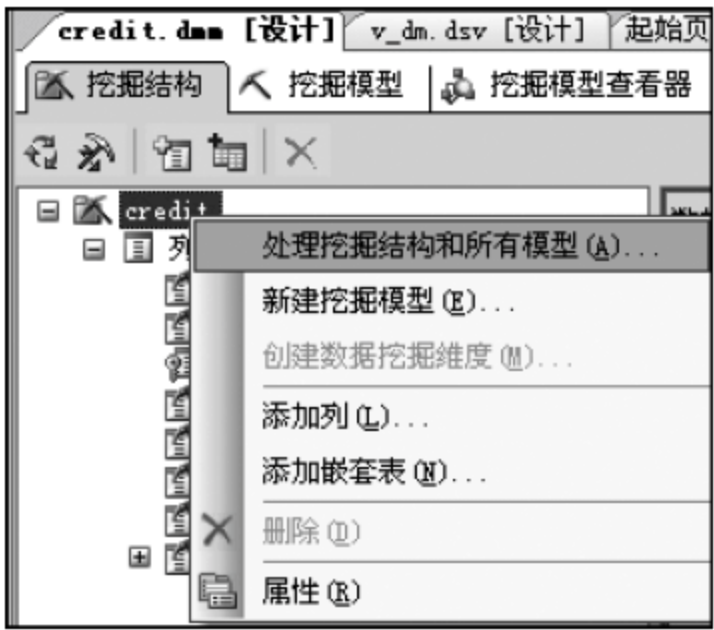 credit.dmm [设计] v_dm.dsv [设计] 起始页
挖掘结构 挖掘模型 挖掘模型查看器
credit
列
处理挖掘结构和所有模型(A)...
新建挖掘模型(E)...
创建数据挖掘维度(M)...
添加列(L)...
添加嵌套表(N)...
册除(D)
属性(R)